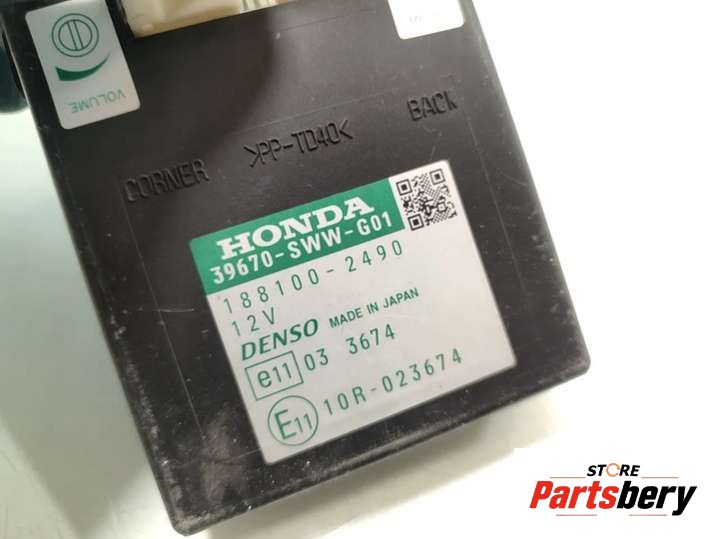 VOLUME
CORNER
>PP-TD40<
BACK
HONDA
39670-SWW-G01
188100-2490
12V
DENSO MADE IN JAPAN
e11 03 3674
E11 10R-023674
STORE
Partsbery